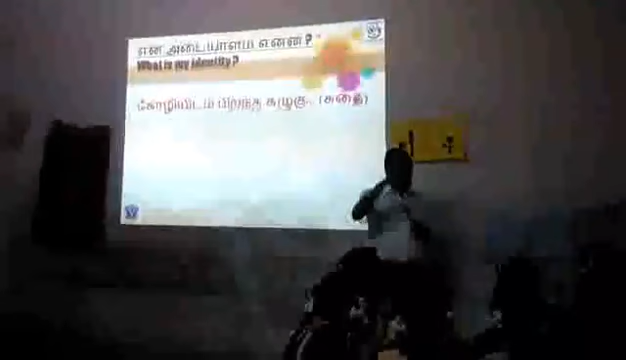 என் அடையாளம் என்ன ?
What is my identity ?
கோழியிடம் பிறந்த கழுகு.. (கதை)